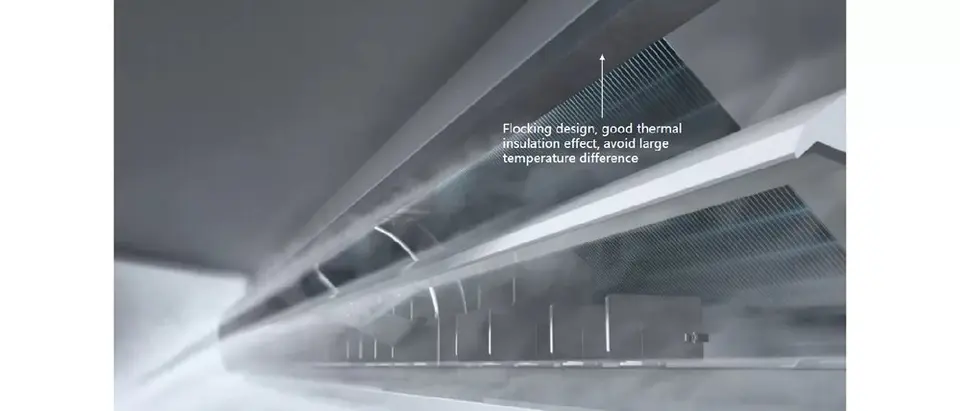 Flocking design, good thermal
insulation effect, avoid large
temperature difference